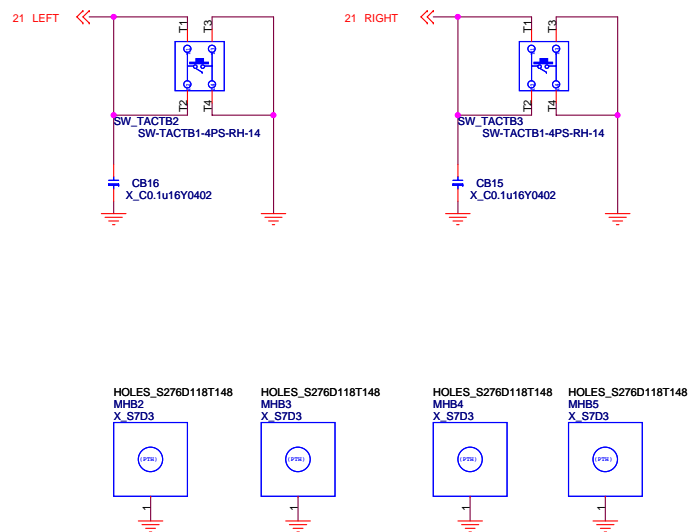 21 LEFT
21 RIGHT
T1
T3
T1
T3
T2
T4
T2
T4
SW_TACTB2
SW-TACTB1-4PS-RH-14
SW_TACTB3
SW-TACTB1-4PS-RH-14
CB16
X_C0.1u16Y0402
CB15
X_C0.1u16Y0402
HOLES_S276D118T148
MHB2
X_S7D3
(PTH)
1
HOLES_S276D118T148
MHB3
X_S7D3
(PTH)
1
HOLES_S276D118T148
MHB4
X_S7D3
(PTH)
1
HOLES_S276D118T148
MHB5
X_S7D3
(PTH)
1